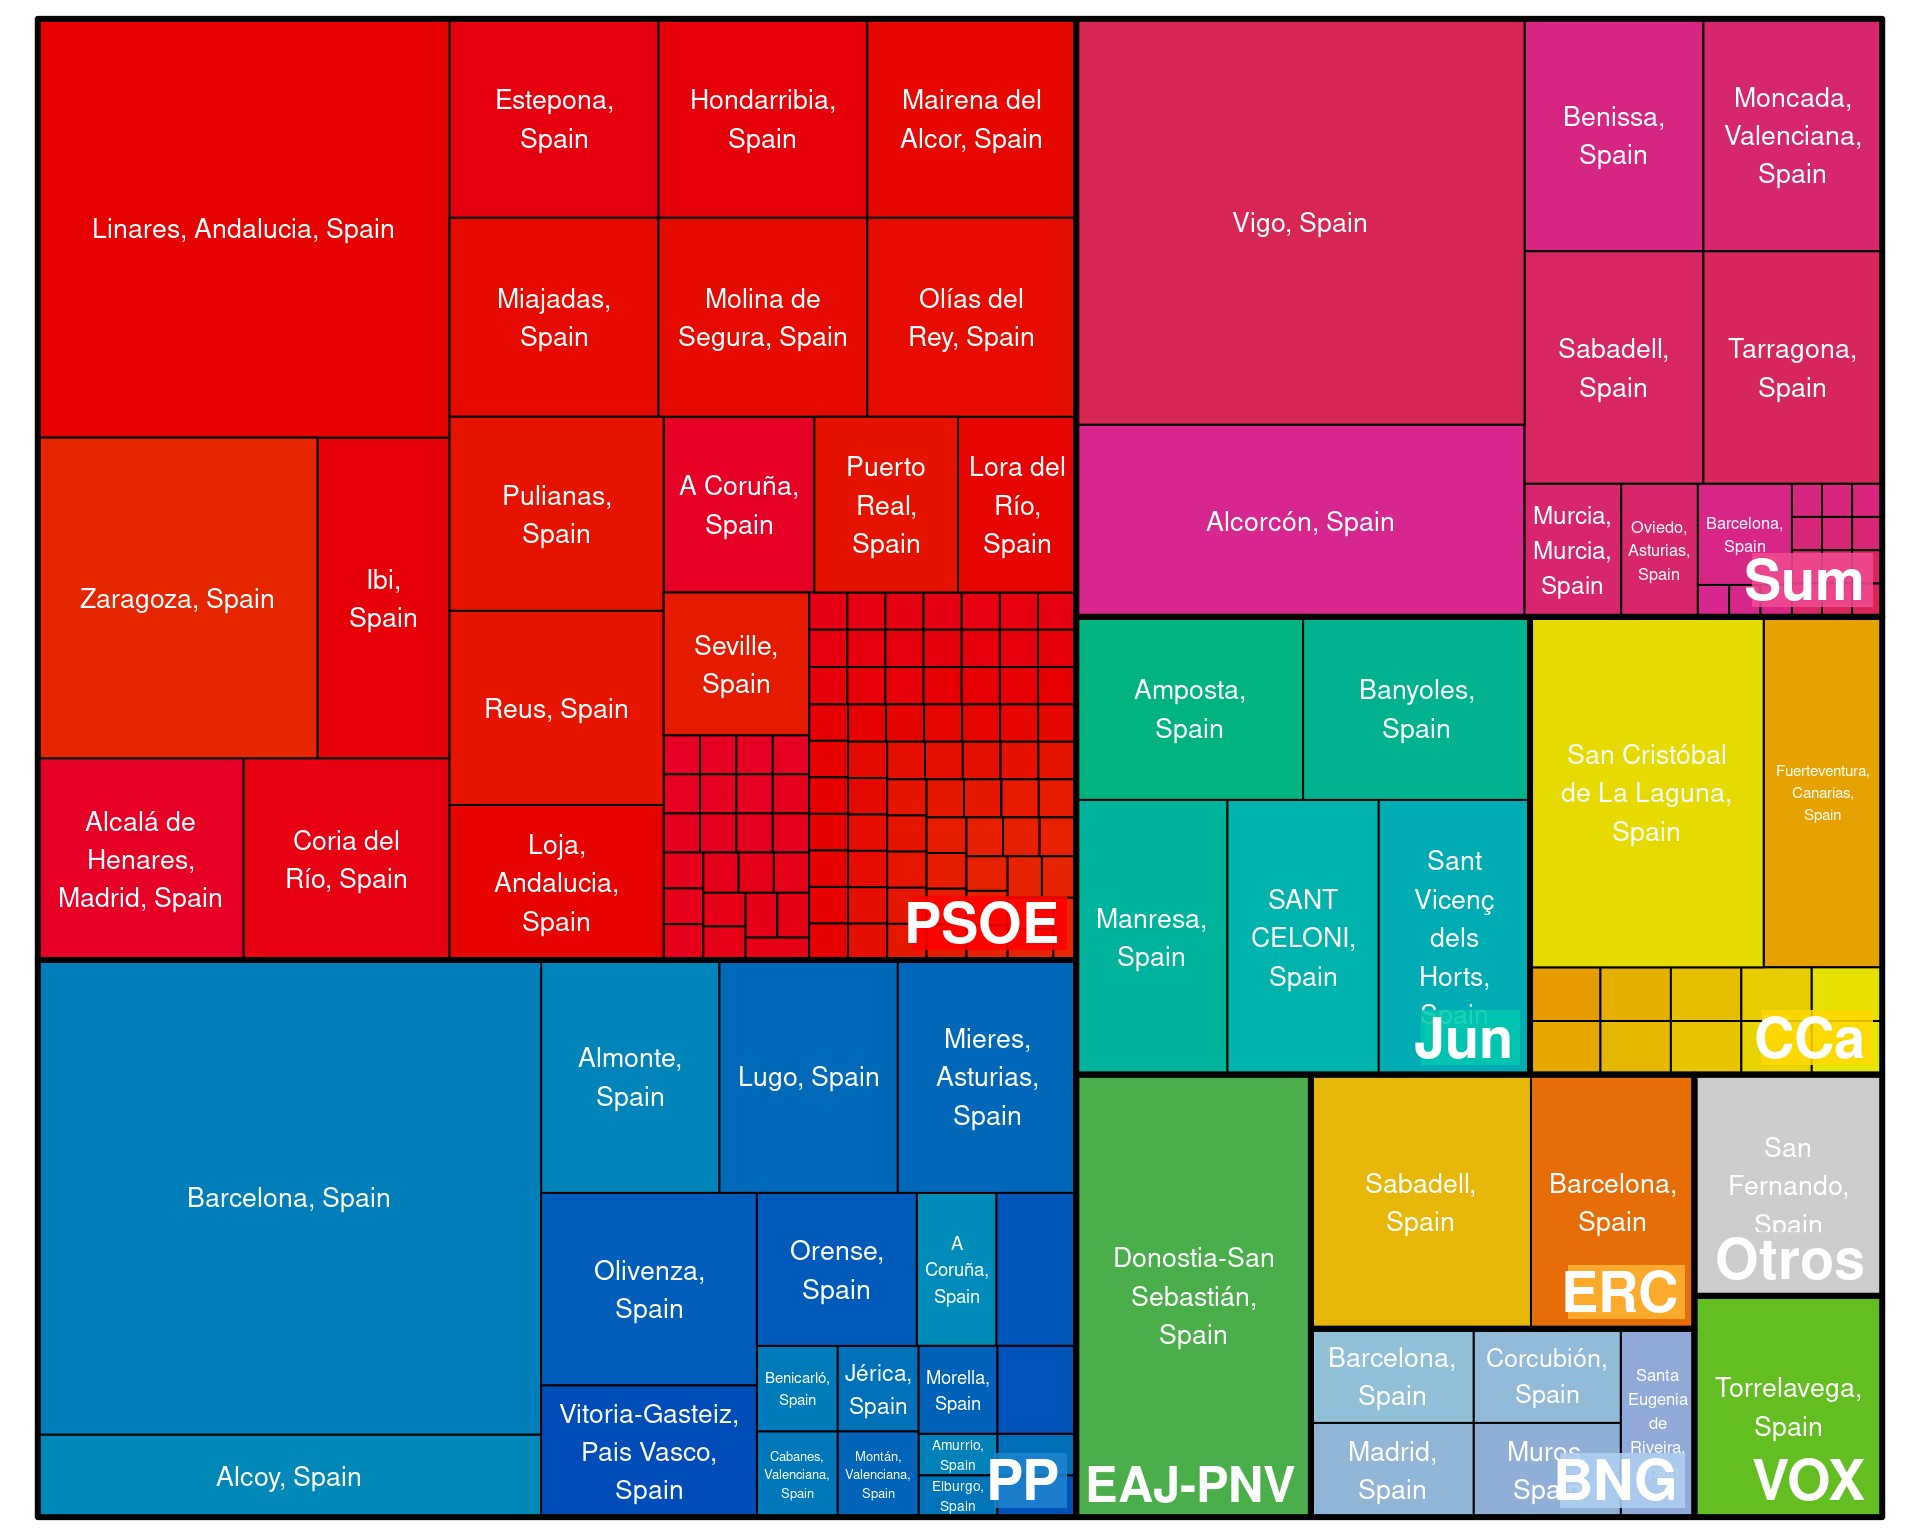 Linares, Andalucia, Spain
Estepona,
Spain
Hondarribia,
Spain
Mairena del
Alcor, Spain
Miajadas,
Spain
Molina de
Segura, Spain
Olías del
Rey, Spain
Zaragoza, Spain
Ibi,
Spain
Pulianas,
Spain
A Coruña,
Spain
Puerto
Real,
Spain
Lora del
Río,
Spain
Reus, Spain
Seville,
Spain
Alcalá de
Henares,
Madrid, Spain
Coria del
Río, Spain
Loja,
Andalucia,
Spain
PSOE
Vigo, Spain
Benissa,
Spain
Moncada,
Valenciana,
Spain
Sabadell,
Spain
Tarragona,
Spain
Alcorcón, Spain
Murcia,
Murcia,
Spain
Oviedo,
Asturias,
Spain
Barcelona,
Spain
Sum
Amposta,
Spain
Banyoles,
Spain
Manresa,
Spain
SANT
CELONI,
Spain
Sant
Vicenç
dels
Horts,
Spain
Jun
San Cristóbal
de La Laguna,
Spain
Fuerteventura,
Canarias,
Spain
CCa
Barcelona, Spain
Alcoy, Spain
Almonte,
Spain
Lugo, Spain
Mieres,
Asturias,
Spain
Olivenza,
Spain
Orense,
Spain
A
Coruña,
Spain
Vitoria-Gasteiz,
Pais Vasco,
Spain
Benicarló,
Spain
Jérica,
Spain
Morella,
Spain
Cabanes,
Valenciana,
Spain
Montán,
Valenciana,
Spain
Amurrio,
Spain
Elburgo,
Spain
PP
Donostia-San
Sebastián,
Spain
EAJ-PNV
Sabadell,
Spain
Barcelona,
Spain
ERC
San
Fernando,
Spain
Otros
Barcelona,
Spain
Corcubión,
Spain
Madrid,
Spain
Muros,
Spain
Santa
Eugenia
de
Riveira,
BNG
Torrelavega,
Spain
VOX